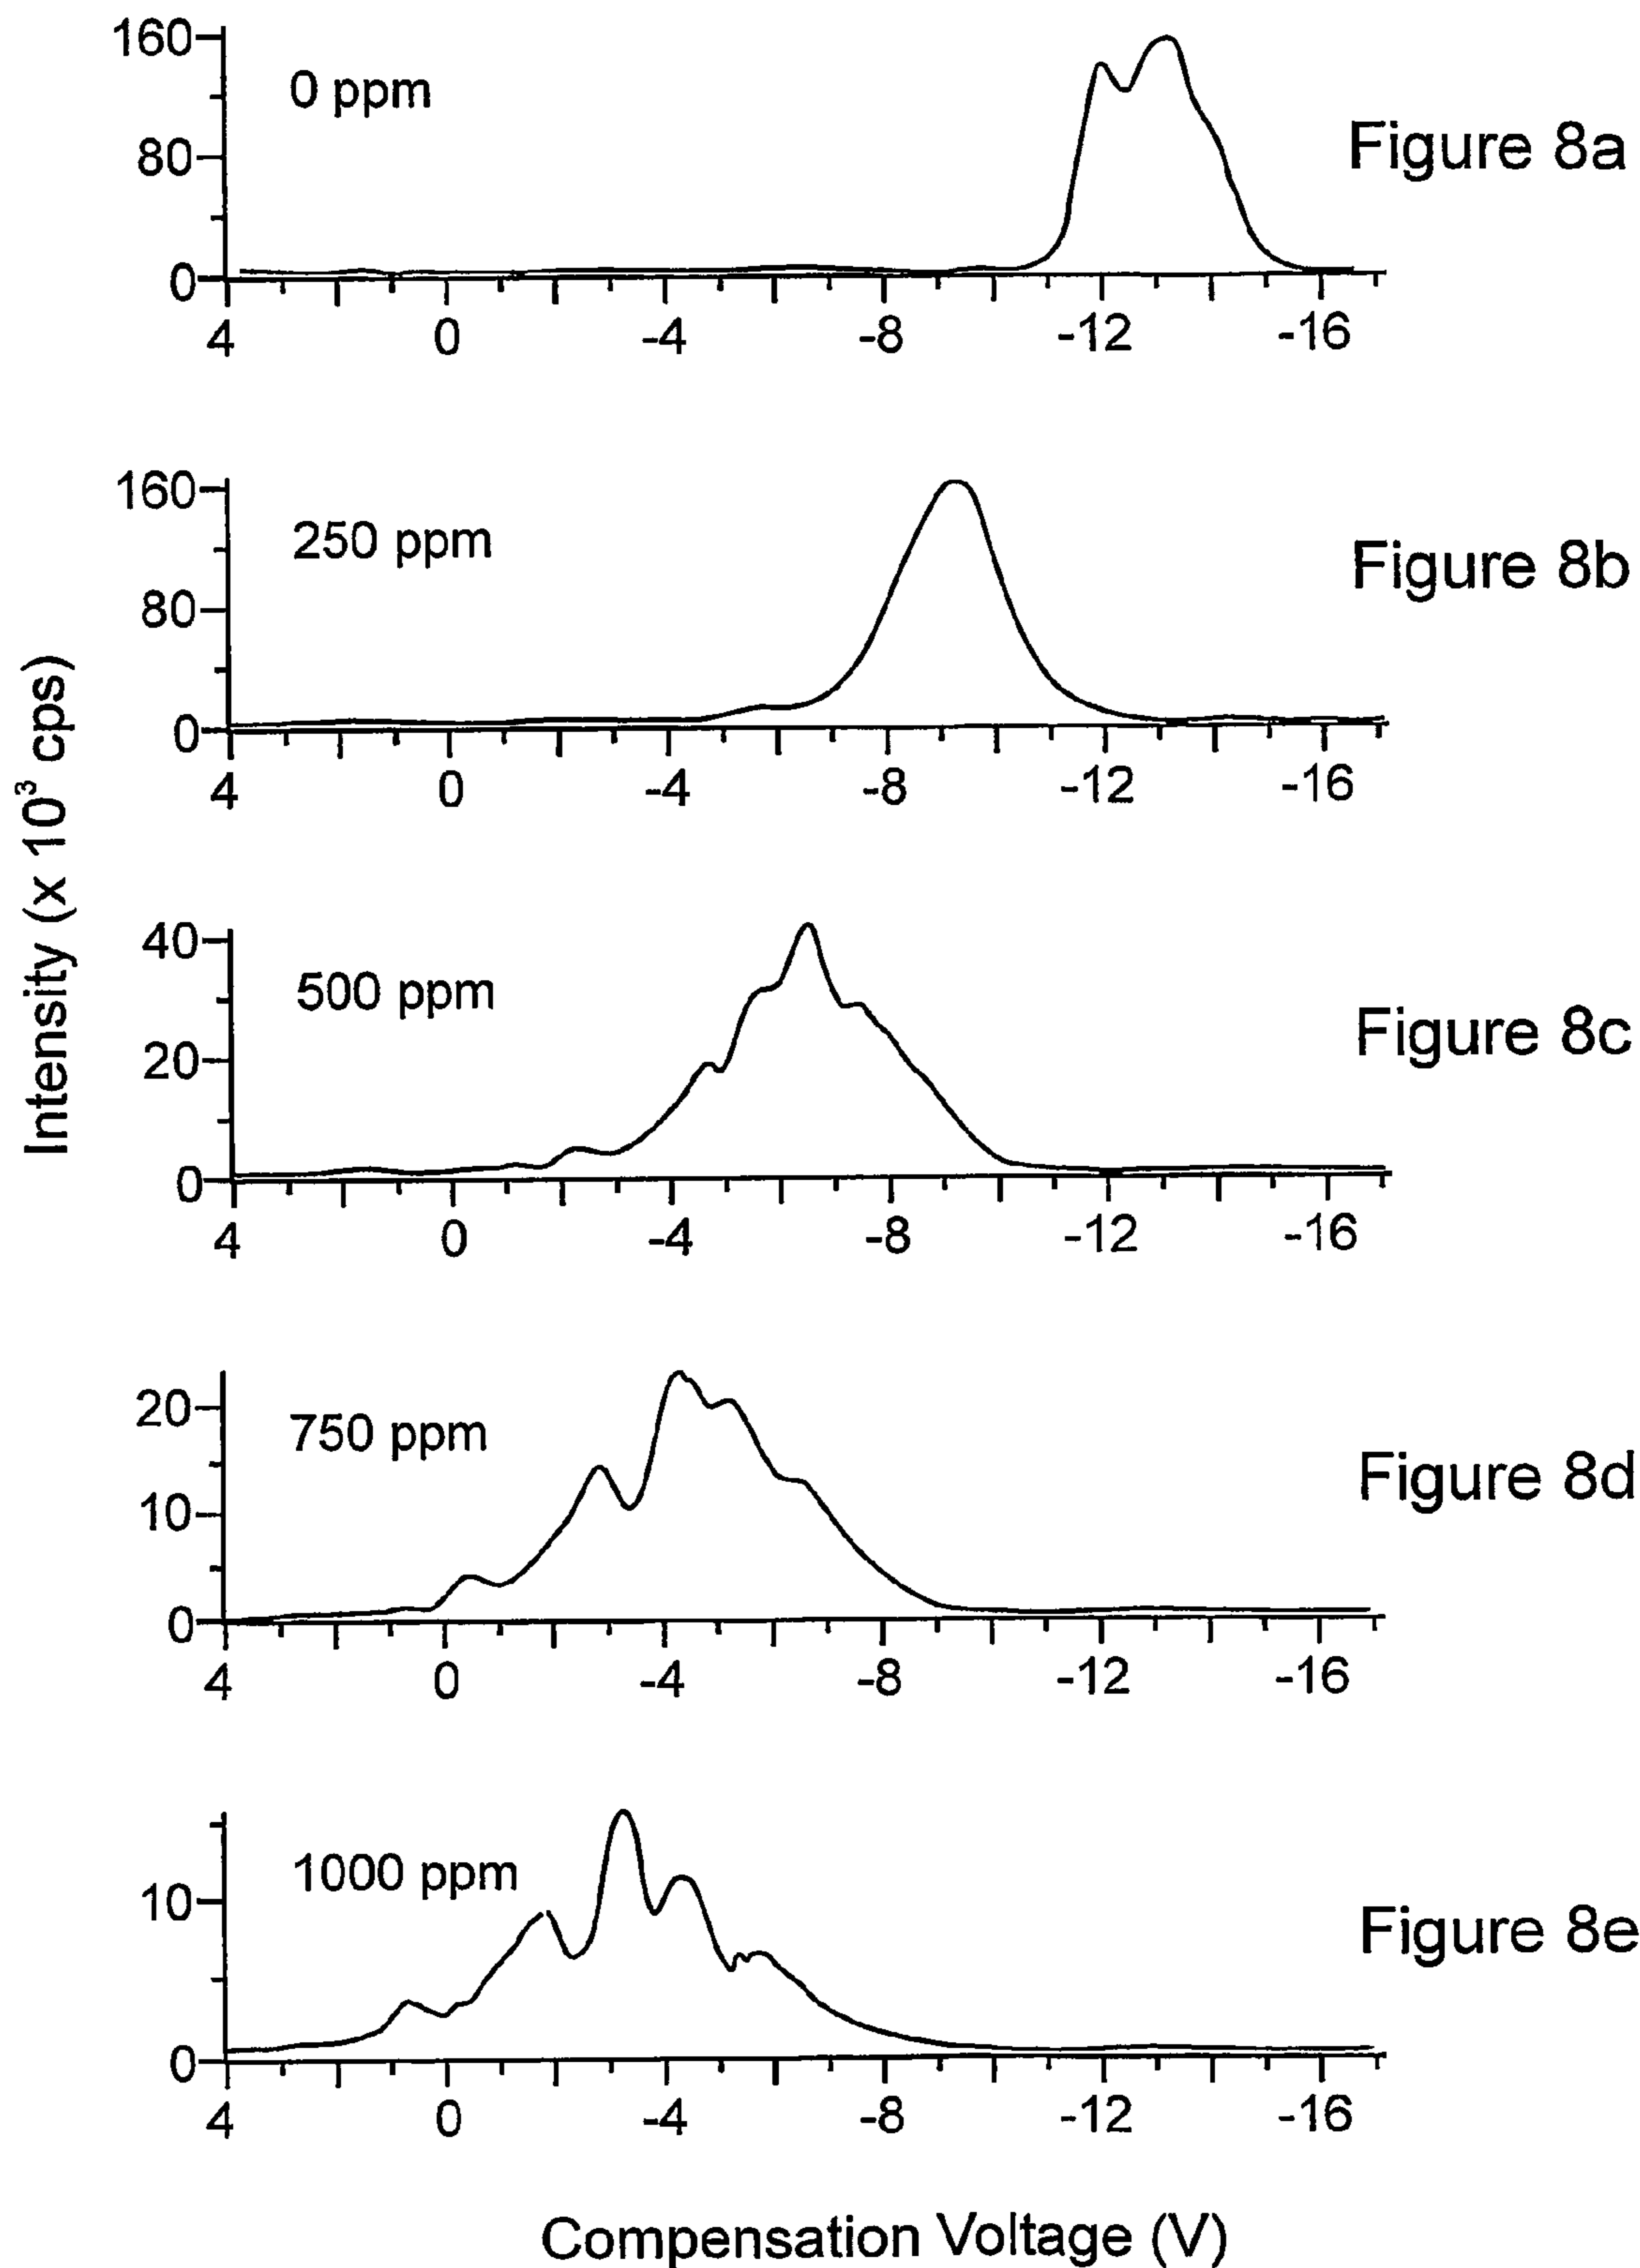 160
80
0
0 ppm
Figure 8a
4 0 -4 -8 -12 -16
160
80
0
250 ppm
Figure 8b
4 0 -4 -8 -12 -16
Intensity (x 10³ cps)
40
20
0
500 ppm
Figure 8c
4 0 -4 -8 -12 -16
20
10
0
750 ppm
Figure 8d
4 0 -4 -8 -12 -16
10
0
1000 ppm
Figure 8e
4 0 -4 -8 -12 -16
Compensation Voltage (V)